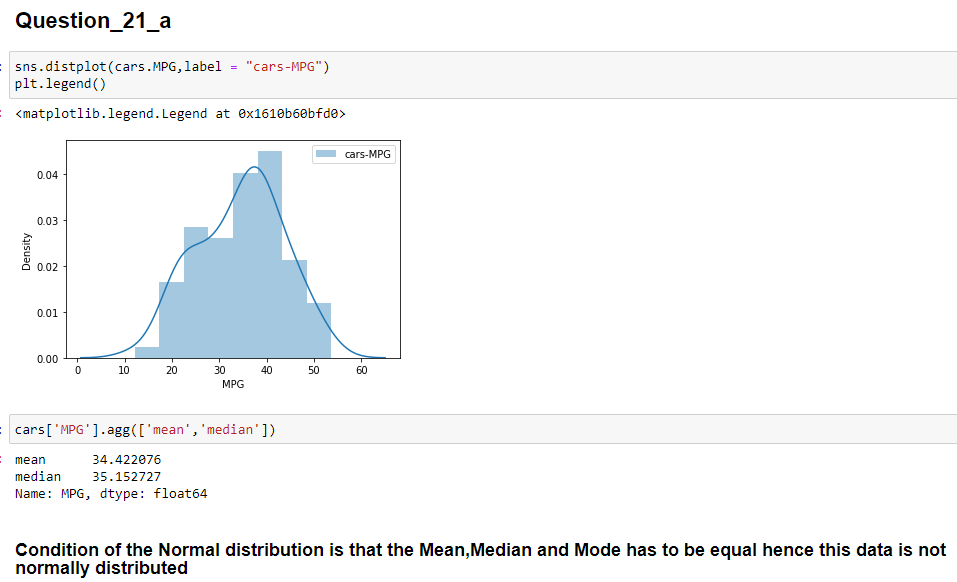 Question_21_a
sns.distplot(cars.MPG,label = "cars-MPG")
plt.legend()
<matplotlib.legend.Legend at 0x1610b60bfd0>
cars-MPG
0.04
0.03
0.02
0.01
0.00
Density
0 10 20 30 40 50 60
MPG
cars['MPG'].agg(['mean','median'])
mean 34.422076
median 35.152727
Name: MPG, dtype: float64
Condition of the Normal distribution is that the Mean,Median and Mode has to be equal hence this data is not
normally distributed